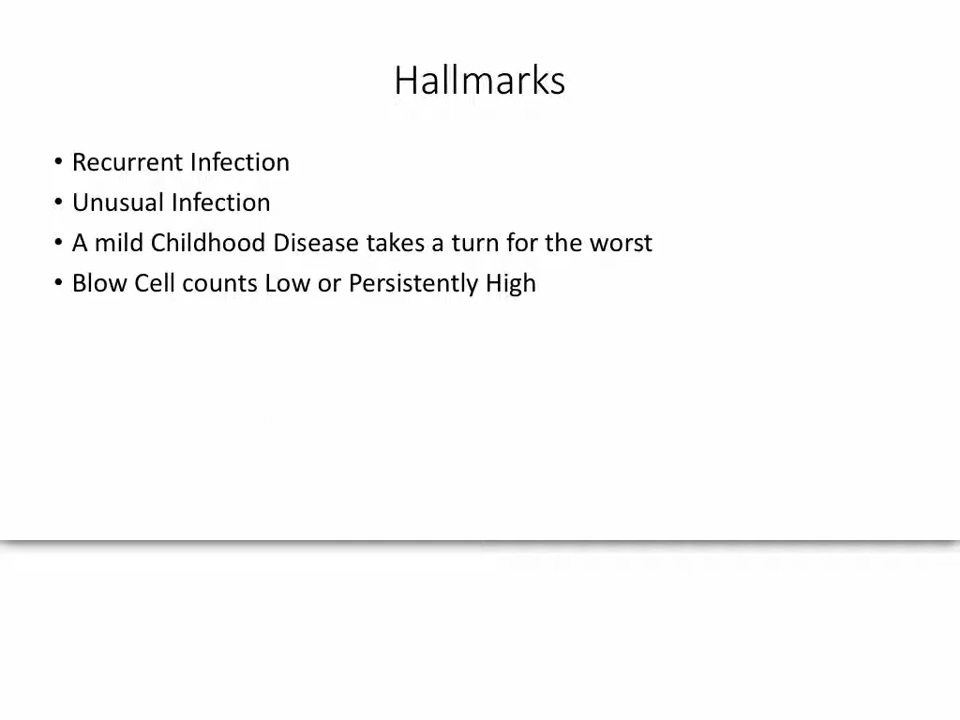 Hallmarks
• Recurrent Infection
• Unusual Infection
• A mild Childhood Disease takes a turn for the worst
• Blow Cell counts Low or Persistently High